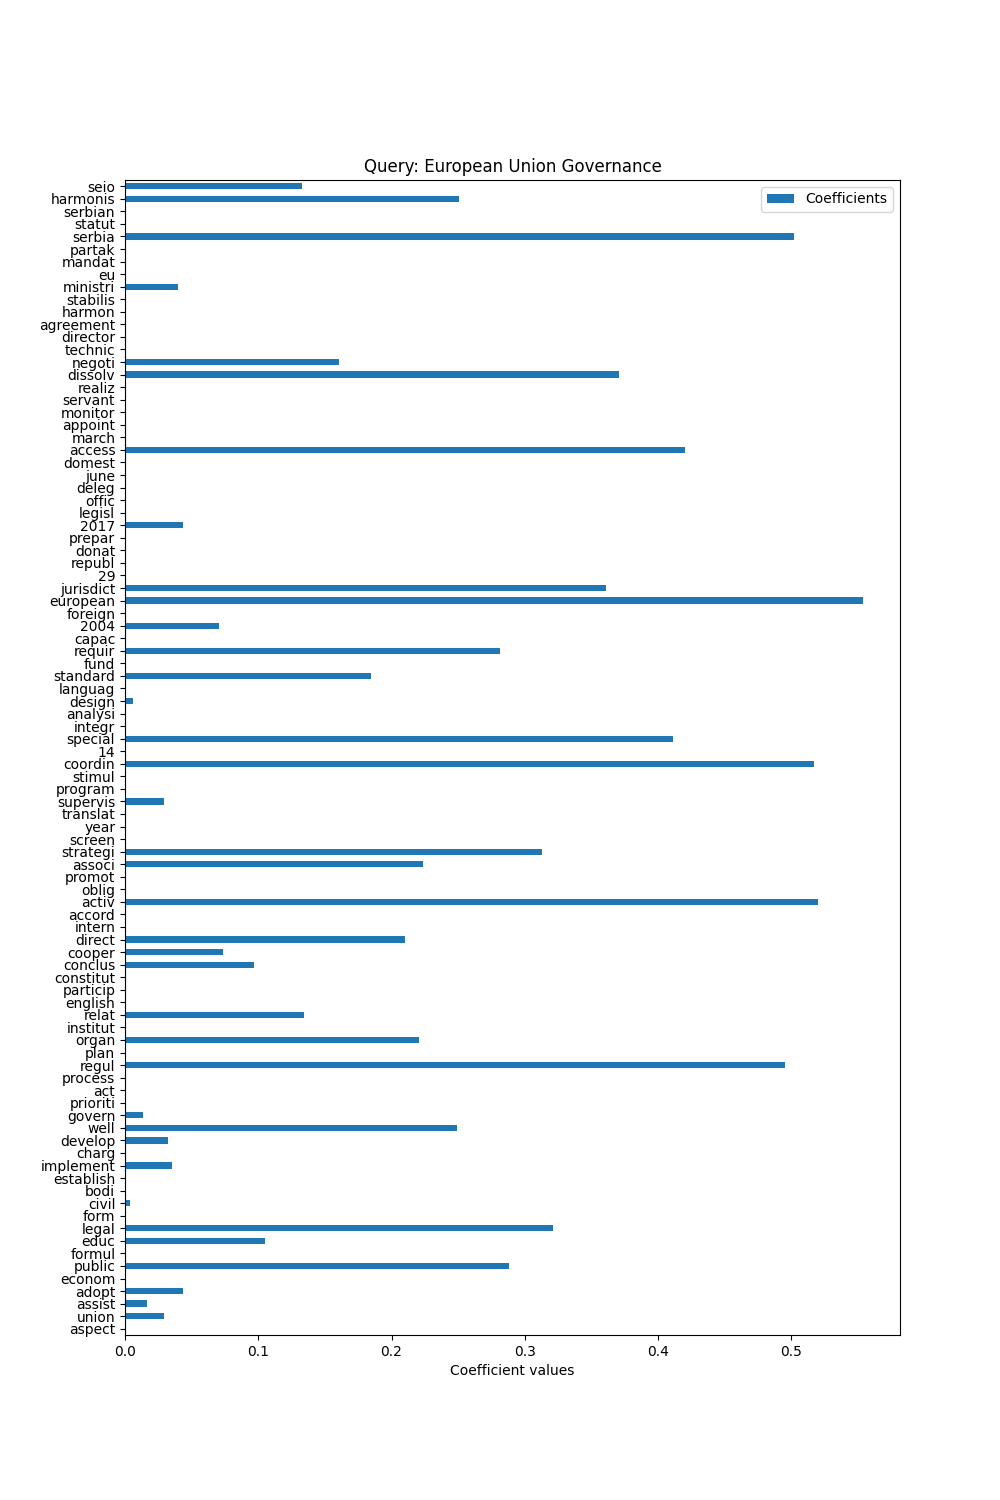 Query: European Union Governance
Coefficients
seio
harmonis
serbian
statut
serbia
partak
mandat
eu
ministri
stabilis
harmon
agreement
director
technic
negoti
dissolv
realiz
servant
monitor
appoint
march
access
domest
june
deleg
offic
legisl
2017
prepar
donat
republ
29
jurisdict
european
foreign
2004
capac
requir
fund
standard
languag
design
analysi
integr
special
14
coordin
stimul
program
supervis
translat
year
screen
strategi
associ
promot
oblig
activ
accord
intern
direct
cooper
conclus
constitut
particip
english
relat
institut
organ
plan
regul
process
act
prioriti
govern
well
develop
charg
implement
establish
bodi
civil
form
legal
educ
formul
public
econom
adopt
assist
union
aspect
0.0 0.1 0.2 0.3 0.4 0.5
Coefficient values